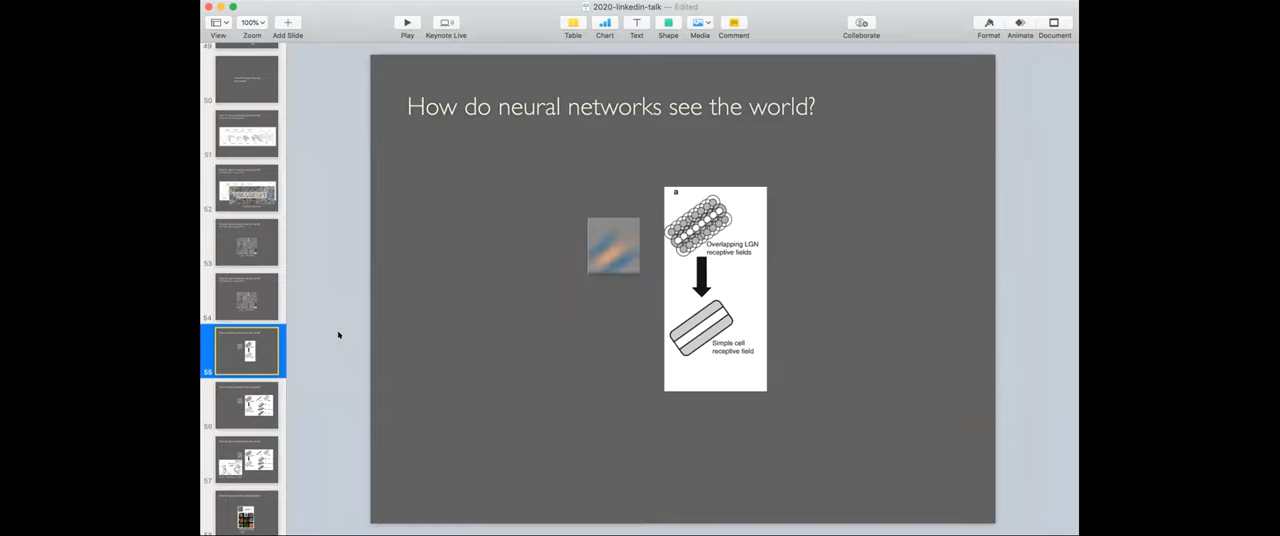 2020-linkedin-talk — Edited
100%
View
Zoom
Add Slide
Play
Keynote Live
Table
Chart
Text
Shape
Media
Comment
Collaborate
Format
Animate
Document
49
50
51
52
53
54
55
56
57
How do neural networks see the world?
a
Overlapping LGN
receptive fields
Simple cell
receptive field